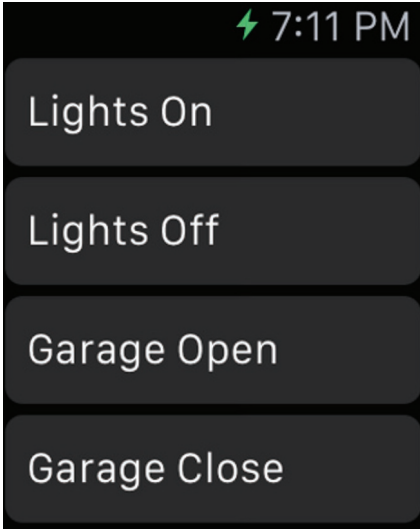 7:11 PM
Lights On
Lights Off
Garage Open
Garage Close